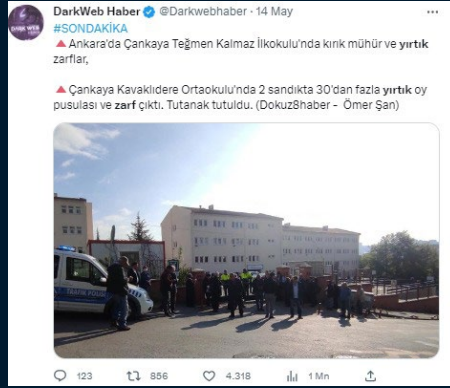 DarkWeb Haber @Darkwebhaber · 14 May
#SONDAKİKA
🔺Ankara'da Çankaya Teğmen Kalmaz İlkokulu'nda kırık mühür ve yırtık
zarflar,
🔺Çankaya Kavaklıdere Ortaokulu'nda 2 sandıkta 30'dan fazla yırtık oy
pusulası ve zarf çıktı. Tutanak tutuldu. (Dokuz8haber - Ömer Şan)
123 856 4.318 1 Mn